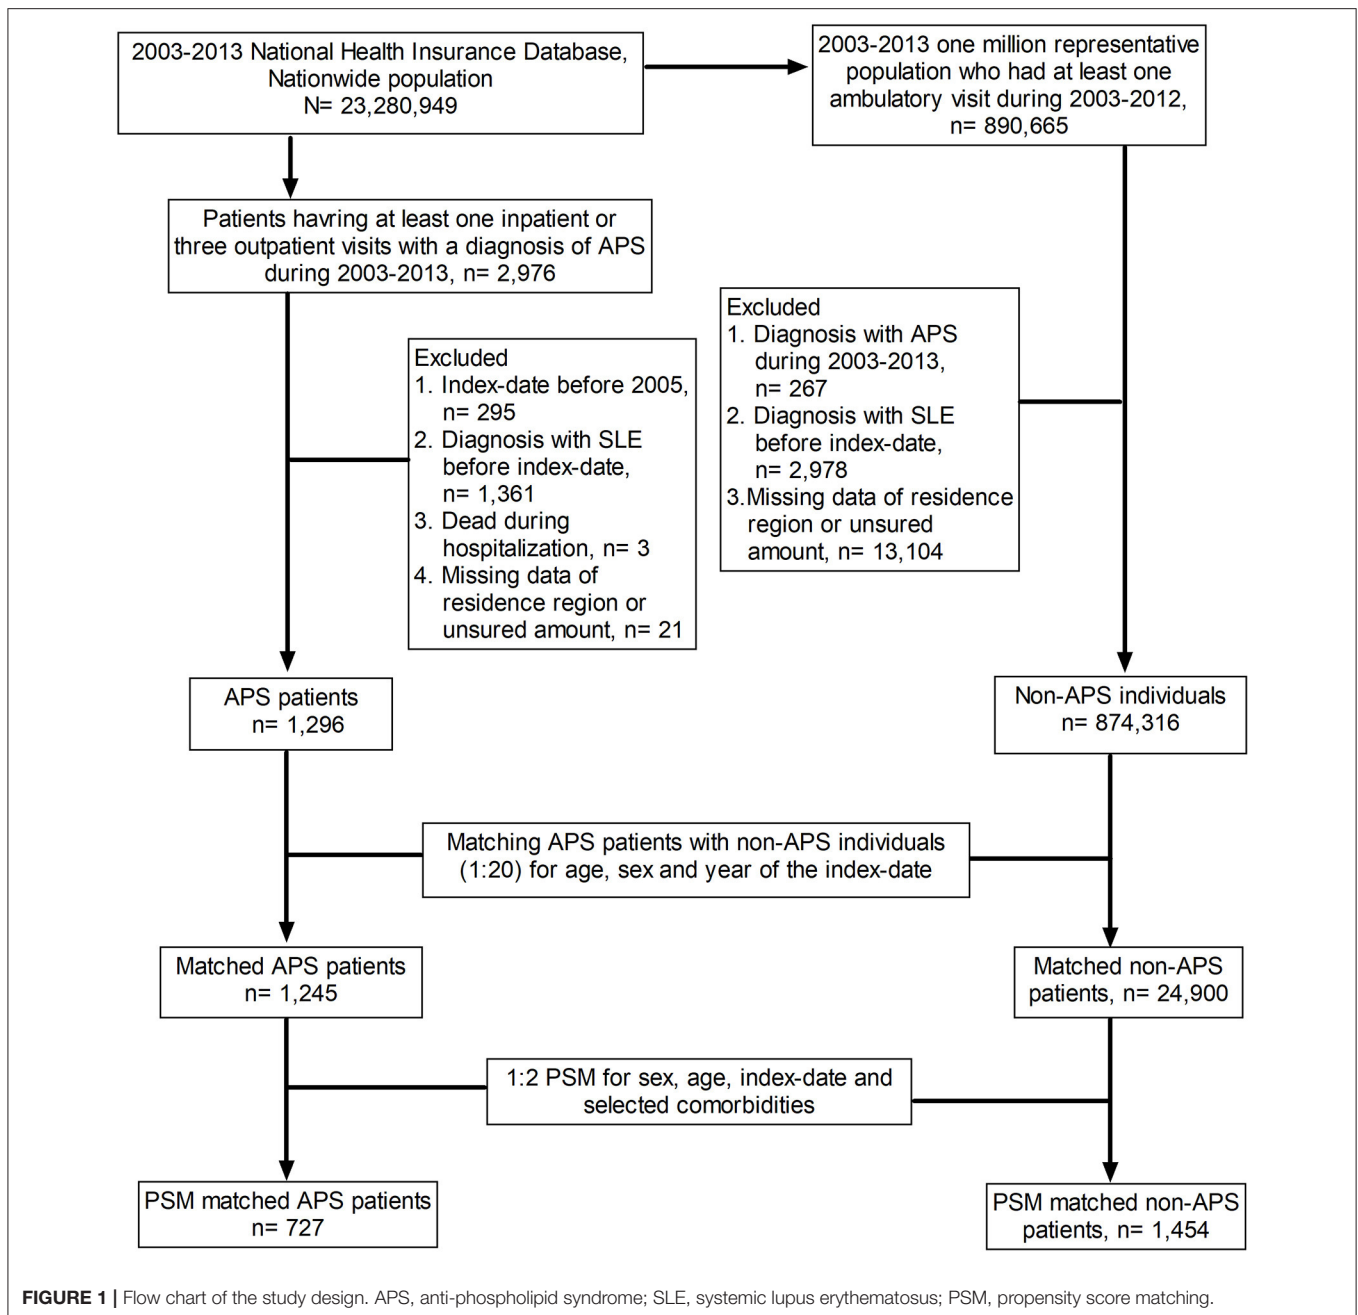 2003-2013 National Health Insurance Database,
Nationwide population
N= 23,280,949
2003-2013 one million representative
population who had at least one
ambulatory visit during 2003-2012,
n= 890,665
Patients havring at least one inpatient or
three outpatient visits with a diagnosis of APS
during 2003-2013, n= 2,976
Excluded
1. Index-date before 2005,
n= 295
2. Diagnosis with SLE
before index-date,
n= 1,361
3. Dead during
hospitalization, n= 3
4. Missing data of
residence region or
unsured amount, n= 21
Excluded
1. Diagnosis with APS
during 2003-2013,
n= 267
2. Diagnosis with SLE
before index-date,
n= 2,978
3.Missing data of residence
region or unsured
amount, n= 13,104
APS patients
n= 1,296
Non-APS individuals
n= 874,316
Matching APS patients with non-APS individuals
(1:20) for age, sex and year of the index-date
Matched APS patients
n= 1,245
Matched non-APS
patients, n= 24,900
1:2 PSM for sex, age, index-date and
selected comorbidities
PSM matched APS patients
n= 727
PSM matched non-APS
patients, n= 1,454
FIGURE 1 | Flow chart of the study design. APS, anti-phospholipid syndrome; SLE, systemic lupus erythematosus; PSM, propensity score matching.